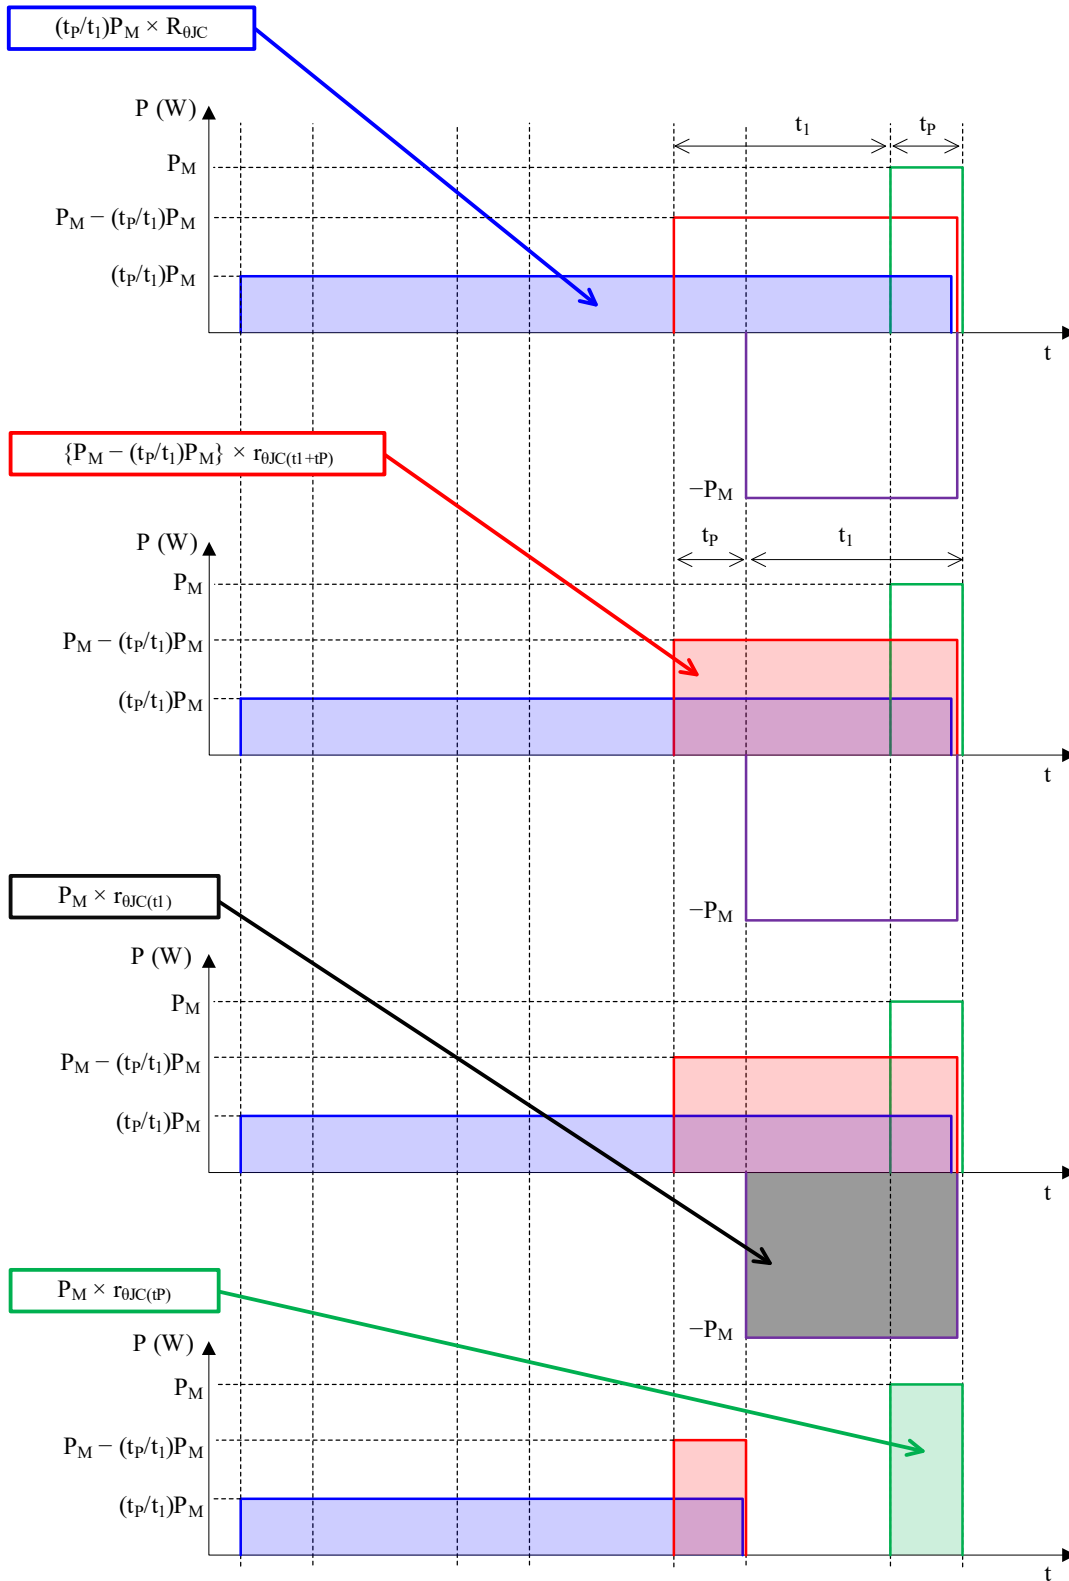 (tP/t1)PM × RθJC
P (W)
t1
tP
PM
PM − (tP/t1)PM
(tP/t1)PM
t
{PM − (tP/t1)PM} × rθJC(t1+tP)
−PM
P (W)
tP
t1
PM
PM − (tP/t1)PM
(tP/t1)PM
t
PM × rθJC(t1)
−PM
P (W)
PM
PM − (tP/t1)PM
(tP/t1)PM
t
PM × rθJC(tP)
−PM
P (W)
PM
PM − (tP/t1)PM
(tP/t1)PM
t